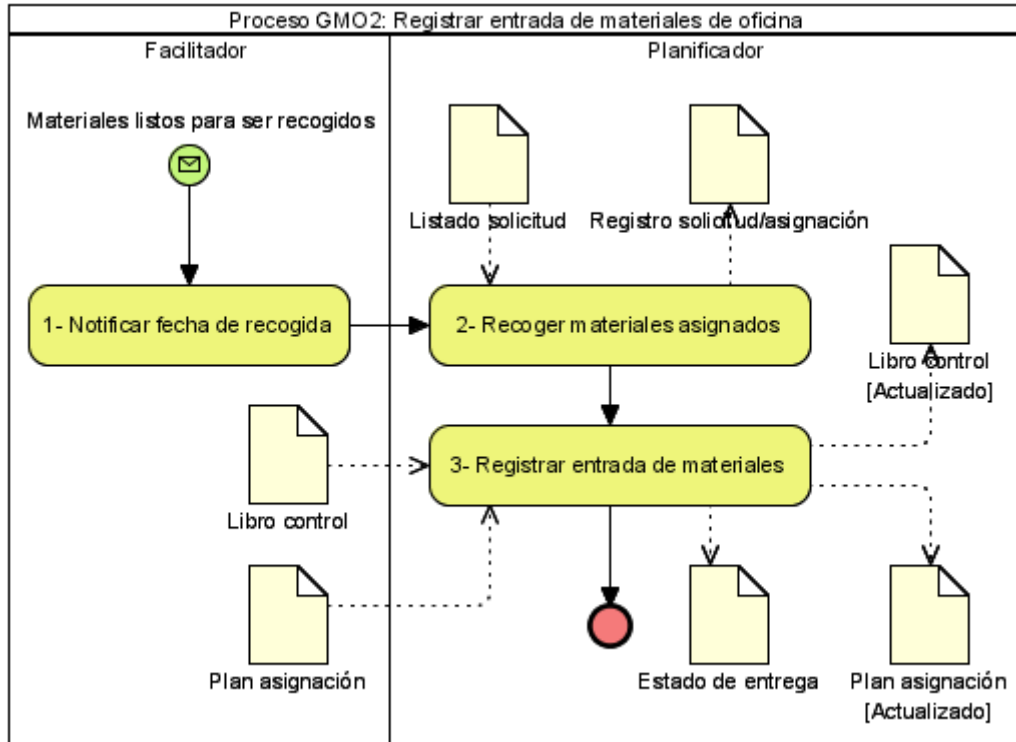 Proceso GMO2: Registrar entrada de materiales de oficina
Facilitador
Planificador
Materiales listos para ser recogidos
Listado solicitud
Registro solicitud/asignación
1- Notificar fecha de recogida
2- Recoger materiales asignados
Libro control
[Actualizado]
3- Registrar entrada de materiales
Libro control
Plan asignación
Estado de entrega
Plan asignación
[Actualizado]